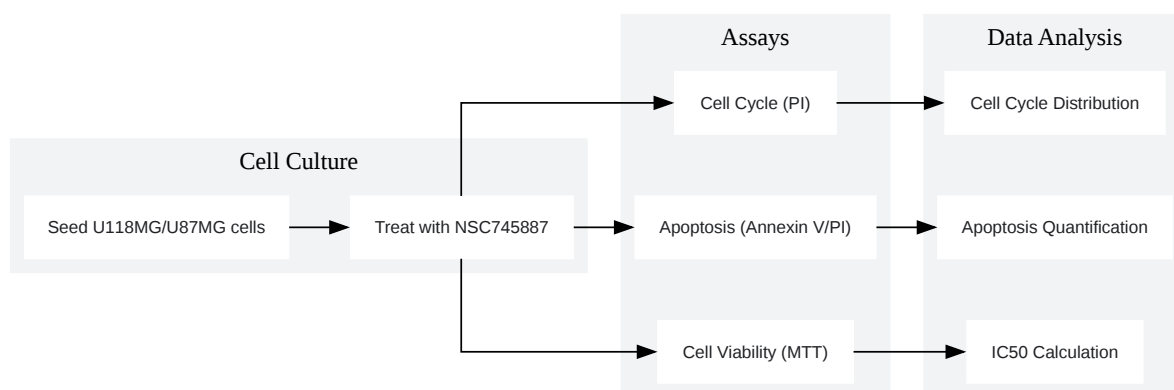 Assays
Data Analysis
Cell Cycle (PI)
Cell Cycle Distribution
Cell Culture
Seed U118MG/U87MG cells
Treat with NSC745887
Apoptosis (Annexin V/PI)
Apoptosis Quantification
Cell Viability (MTT)
IC50 Calculation